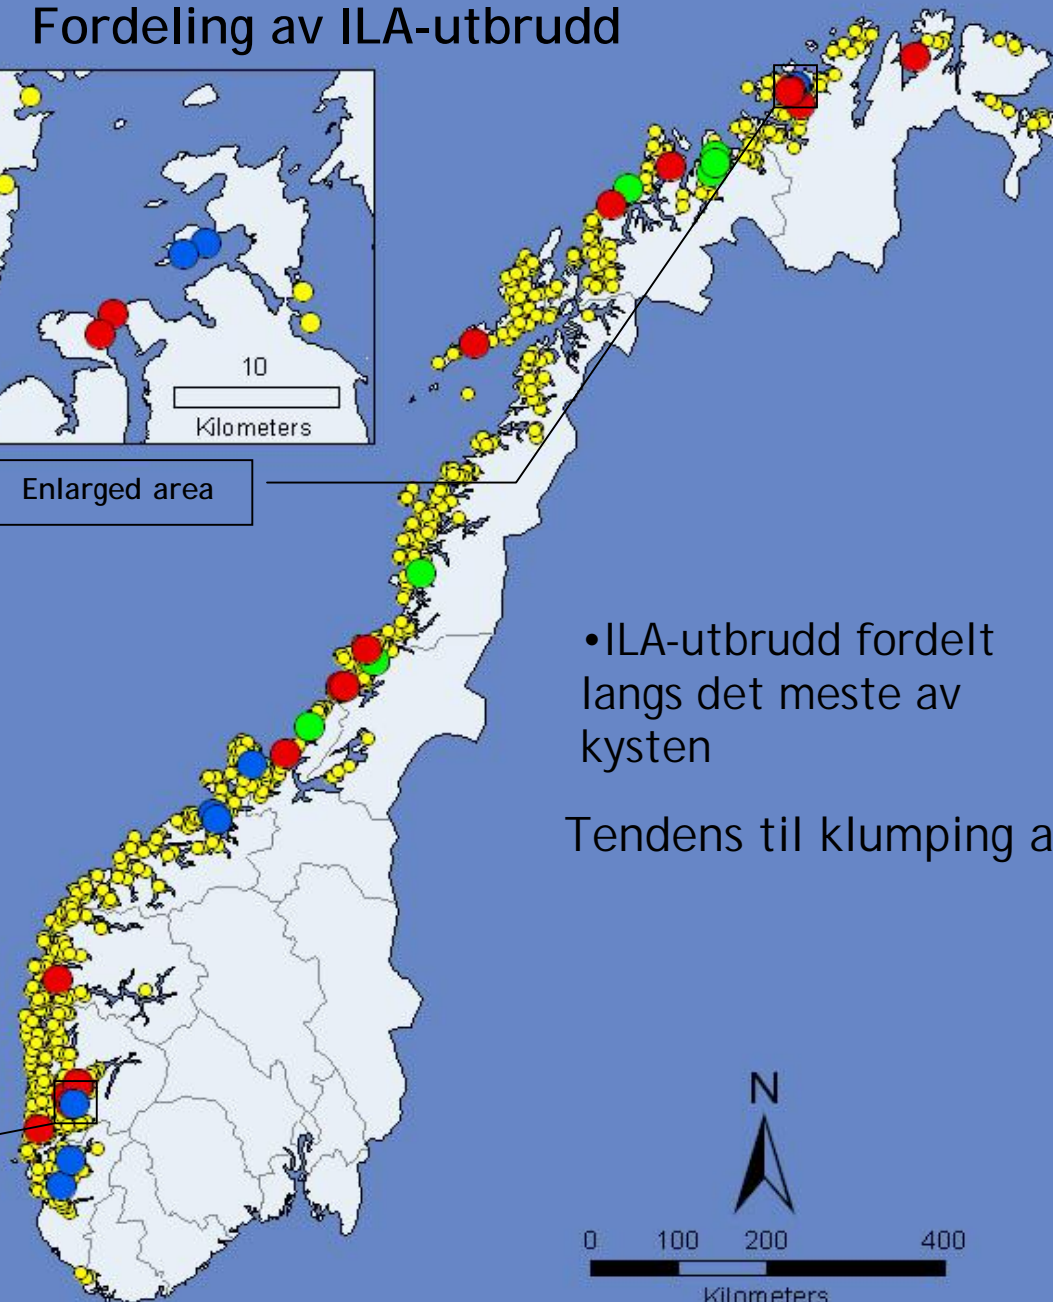 Fordeling av ILA-utbrudd
10
Kilometers
Enlarged area
•ILA-utbrudd fordelt
langs det meste av
kysten
Tendens til klumping
N
0 100 200 400
Kilometers